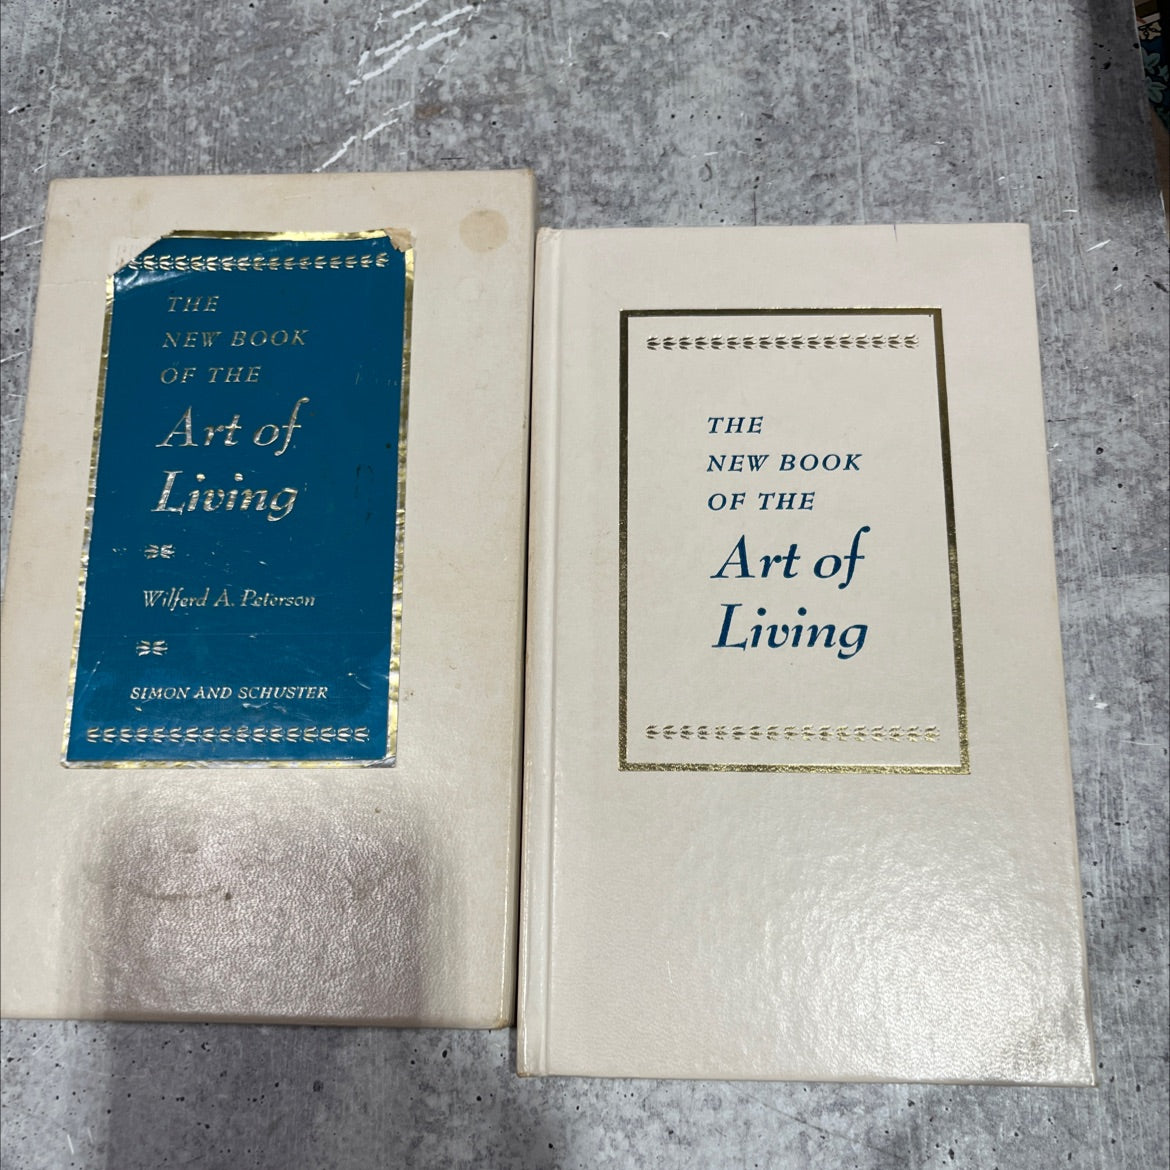 THE
NEW BOOK
OF THE
Art of
Living
Wilferd A. Peterson
SIMON AND SCHUSTER
THE
NEW BOOK
OF THE
Art of
Living